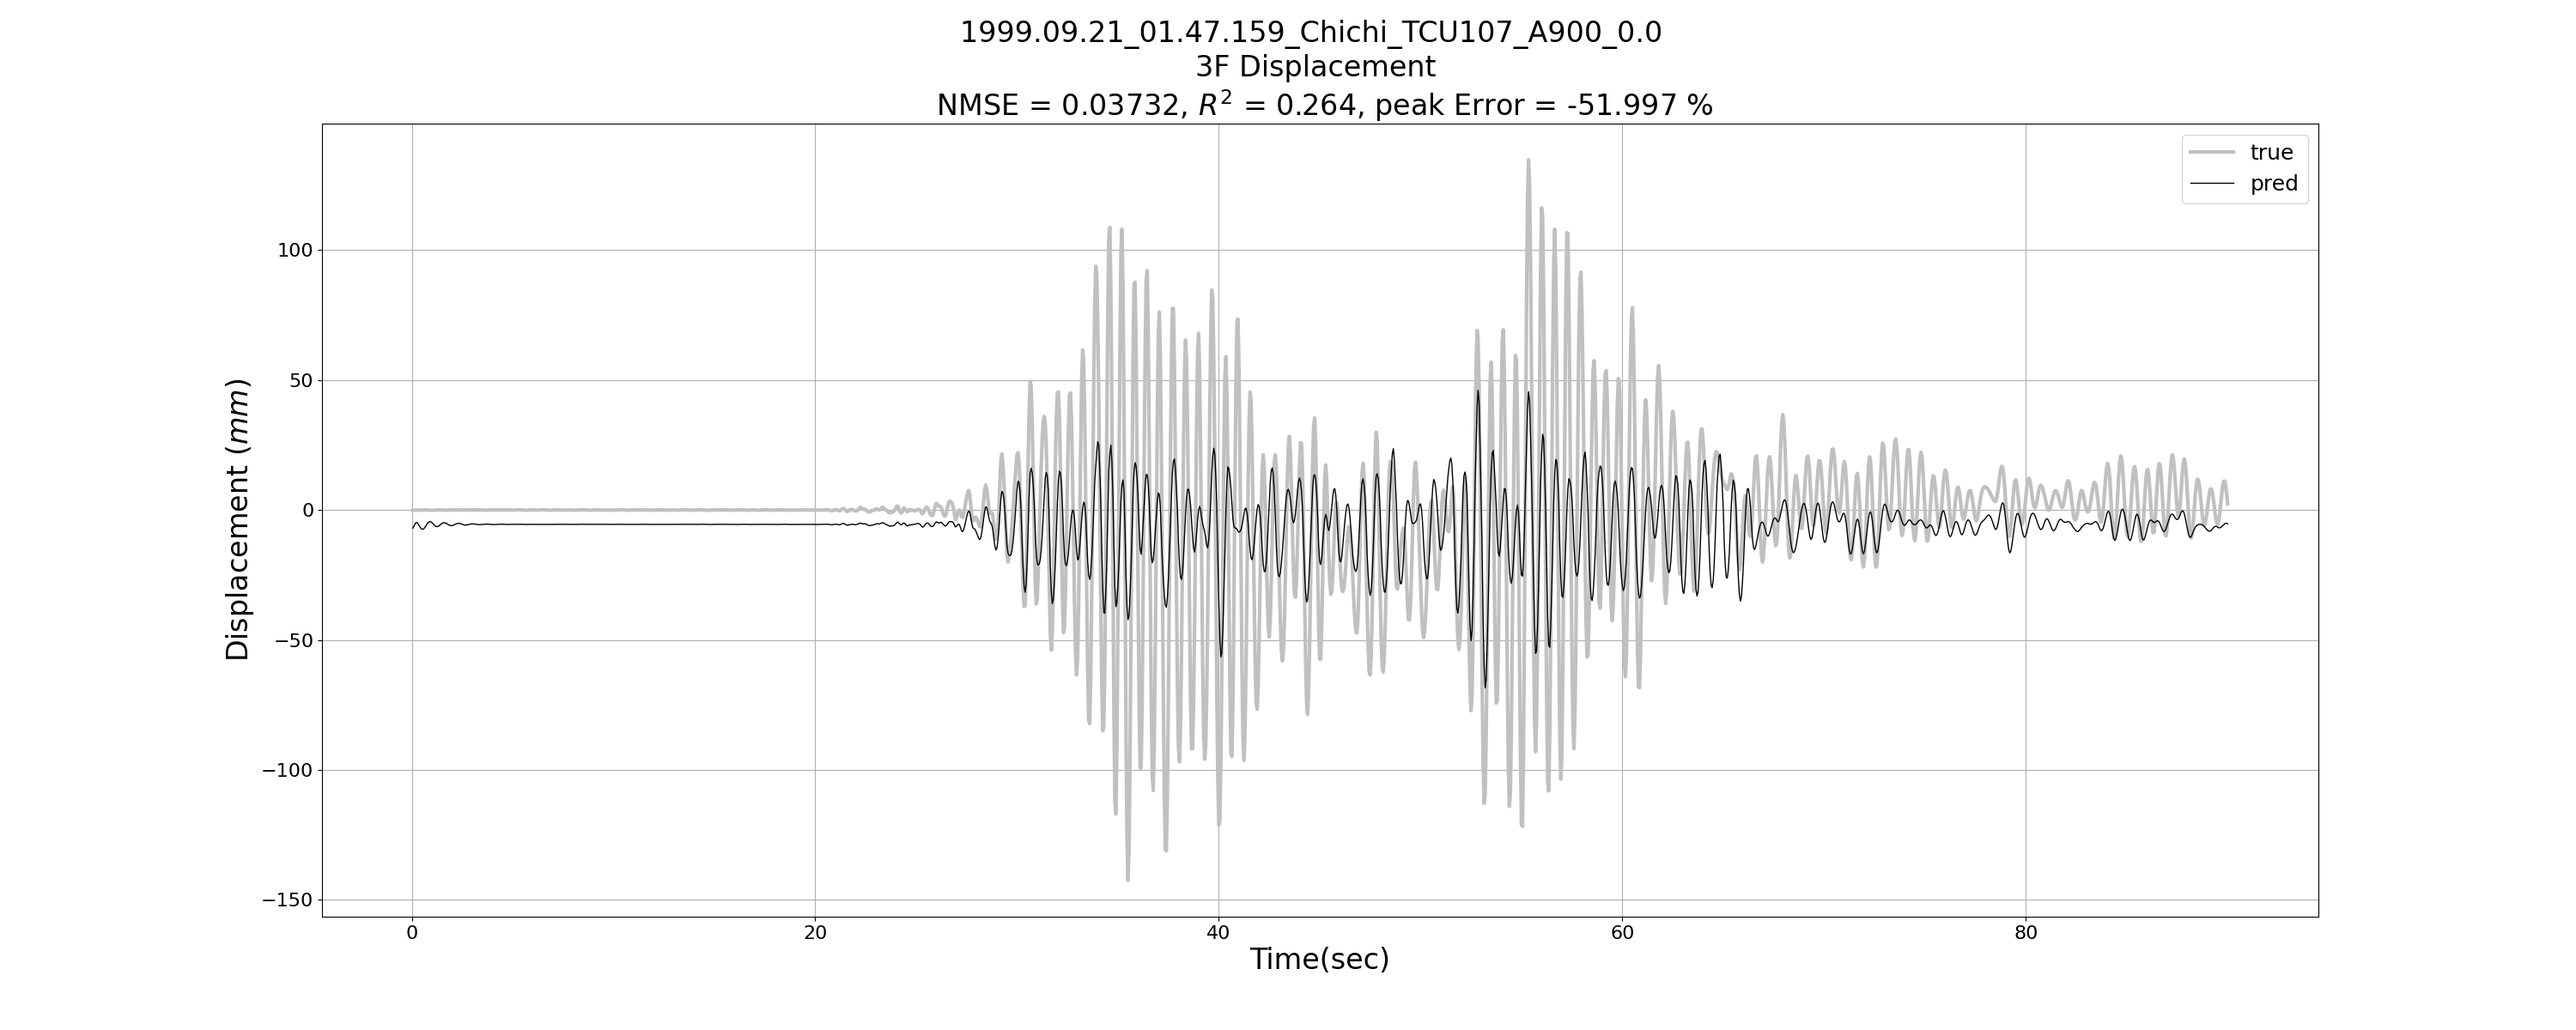 1999.09.21_01.47.159_Chichi_TCU107_A900_0.0
3F Displacement
NMSE = 0.03732, R² = 0.264, peak Error = -51.997 %
true
pred
Displacement (mm)
100
50
0
−50
−100
−150
0 20 40 60 80
Time(sec)